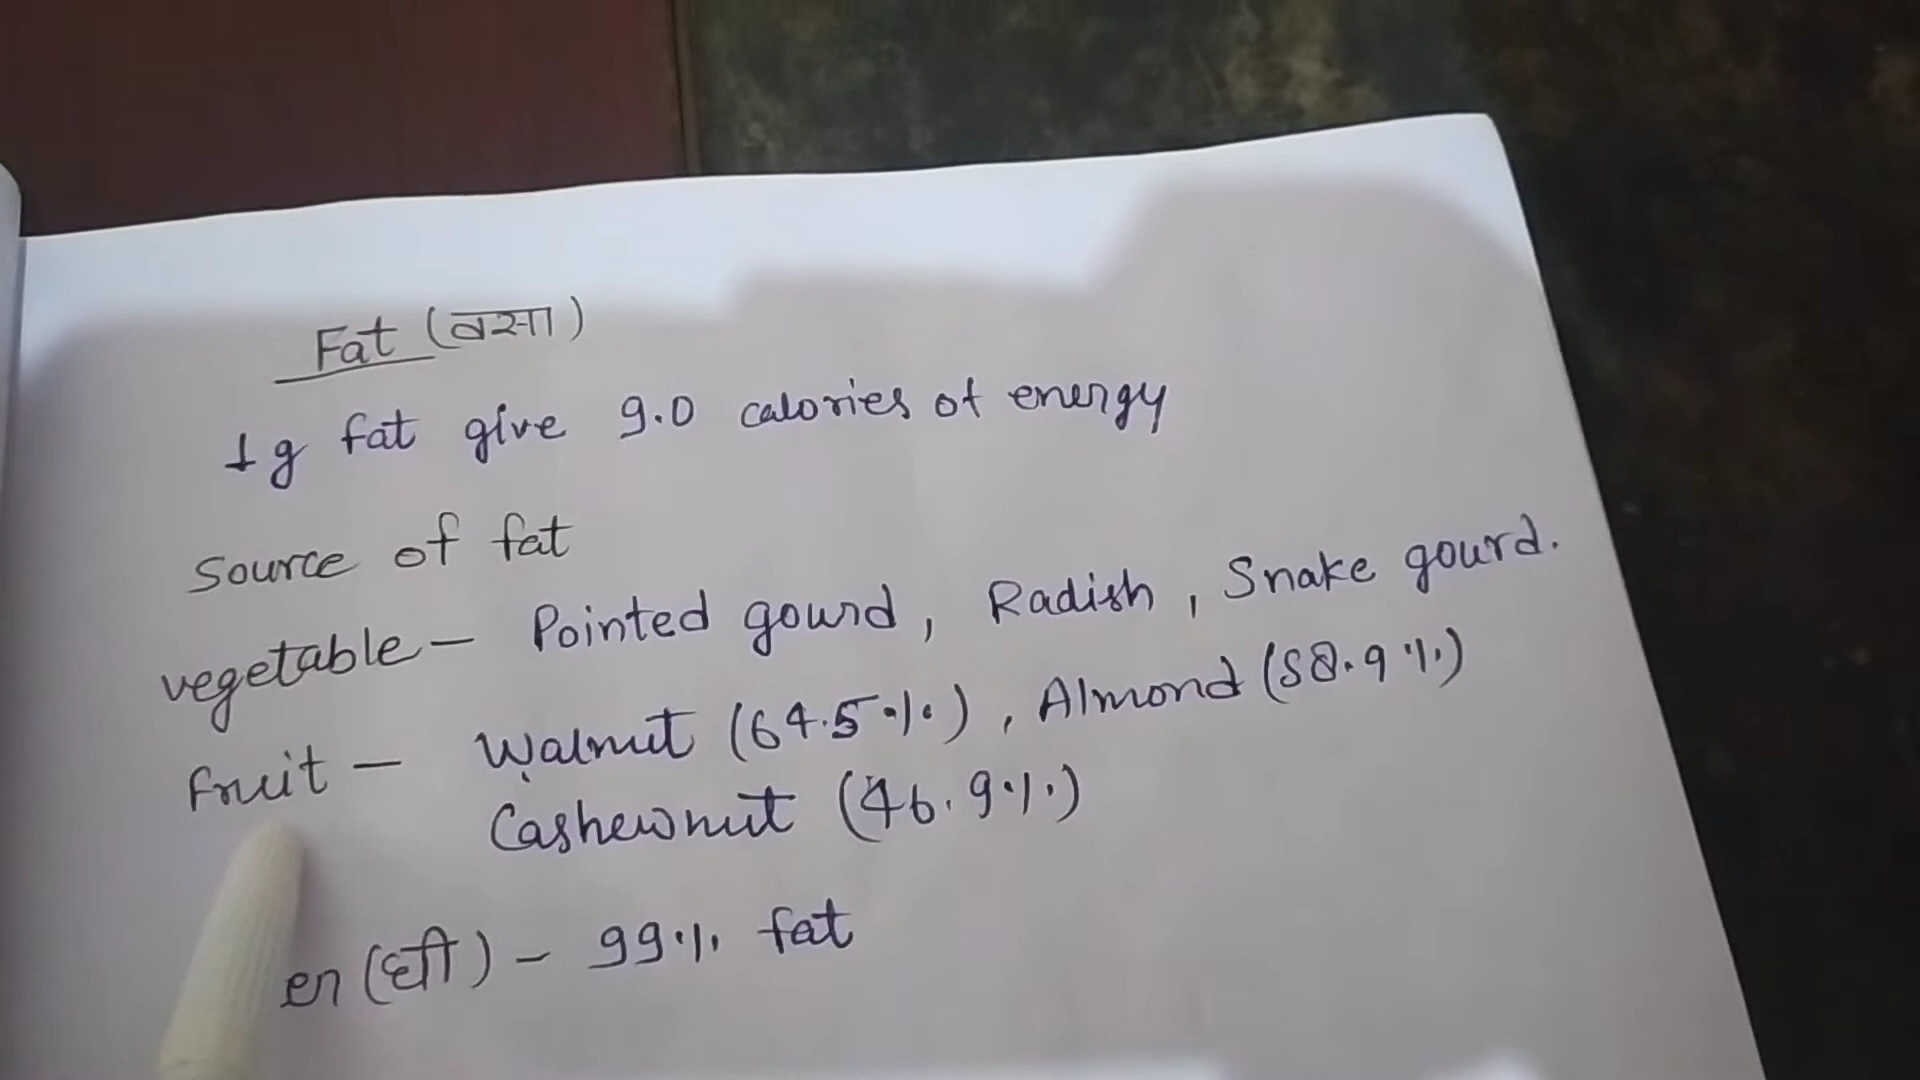 Fat (वसा)
1g fat give 9.0 calories of energy
Source of fat
vegetable - Pointed gourd, Radish, Snake gourd.
fruit - Walnut (64.5%), Almond (58.9%)
Cashewnut (46.9%)
er (घी) - 99% fat